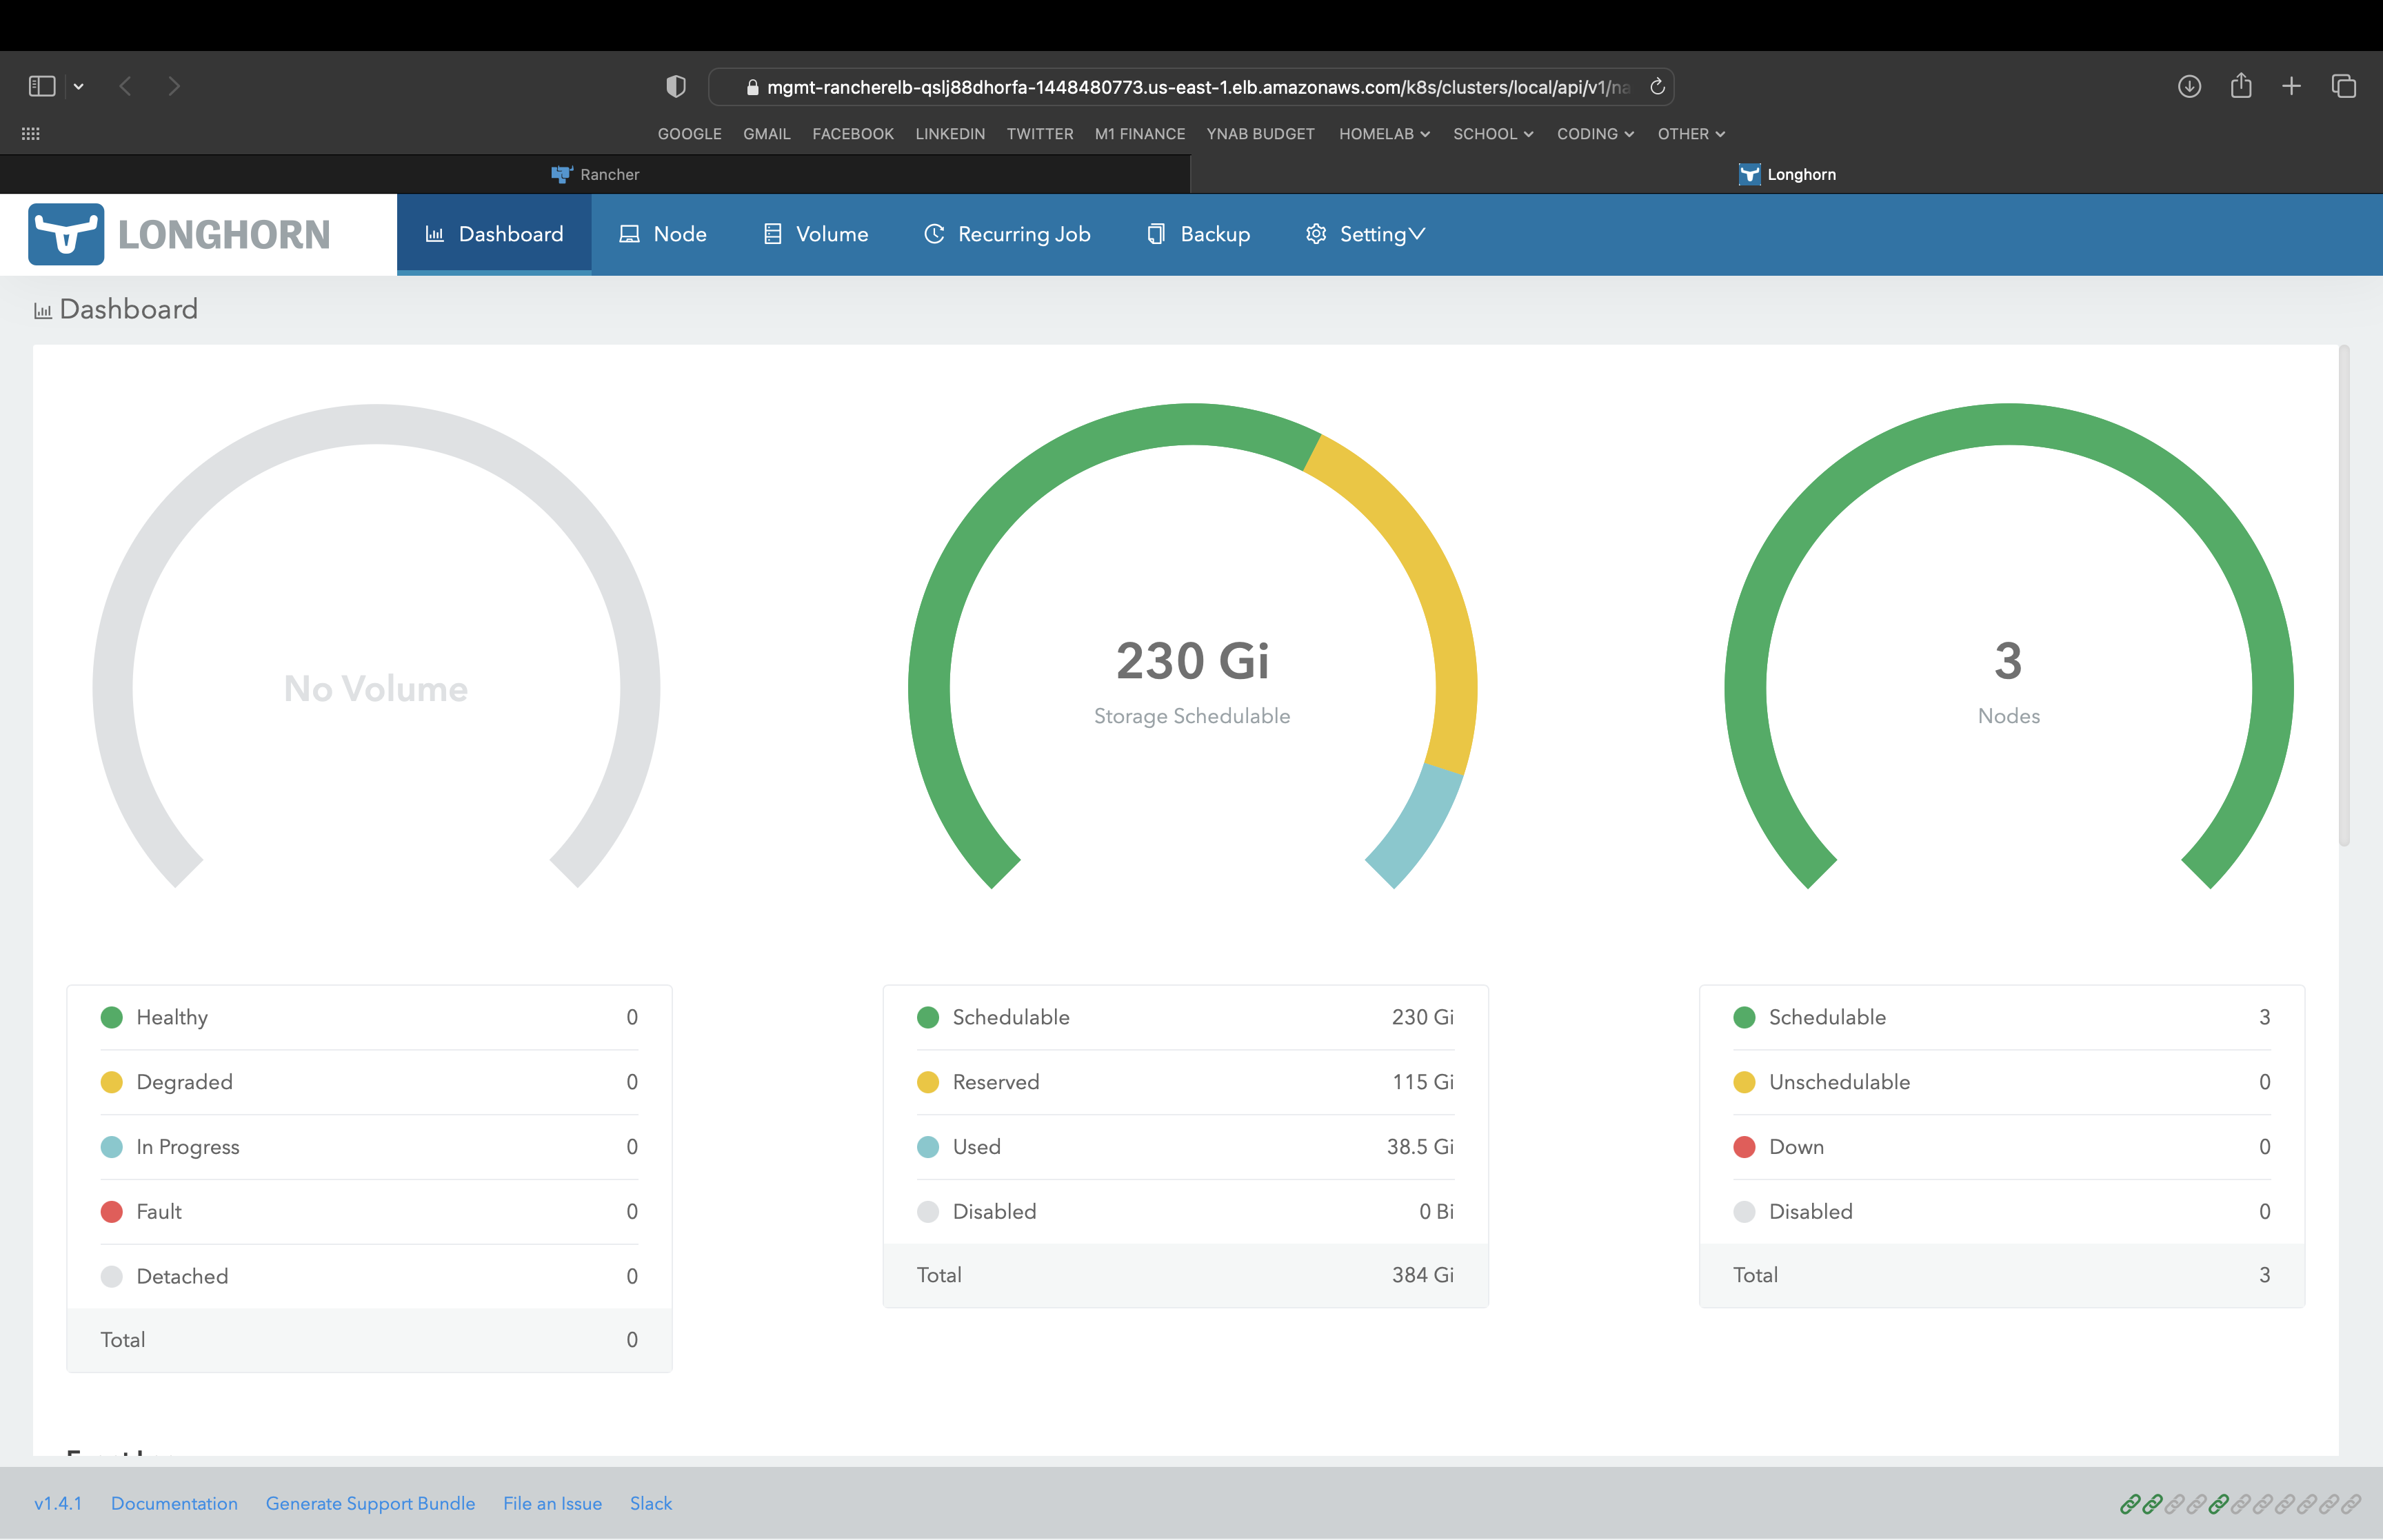 mgmt-rancherelb-qslj88dhorfa-1448480773.us-east-1.elb.amazonaws.com/k8s/clusters/local/api/v1/na
GOOGLE GMAIL FACEBOOK LINKEDIN TWITTER M1 FINANCE YNAB BUDGET HOMELAB SCHOOL CODING OTHER
Rancher Longhorn
LONGHORN Dashboard Node Volume Recurring Job Backup Setting
Dashboard
No Volume
230 Gi
Storage Schedulable
3
Nodes
Healthy 0
Degraded 0
In Progress 0
Fault 0
Detached 0
Total 0
Schedulable 230 Gi
Reserved 115 Gi
Used 38.5 Gi
Disabled 0 Bi
Total 384 Gi
Schedulable 3
Unschedulable 0
Down 0
Disabled 0
Total 3
v1.4.1 Documentation Generate Support Bundle File an Issue Slack